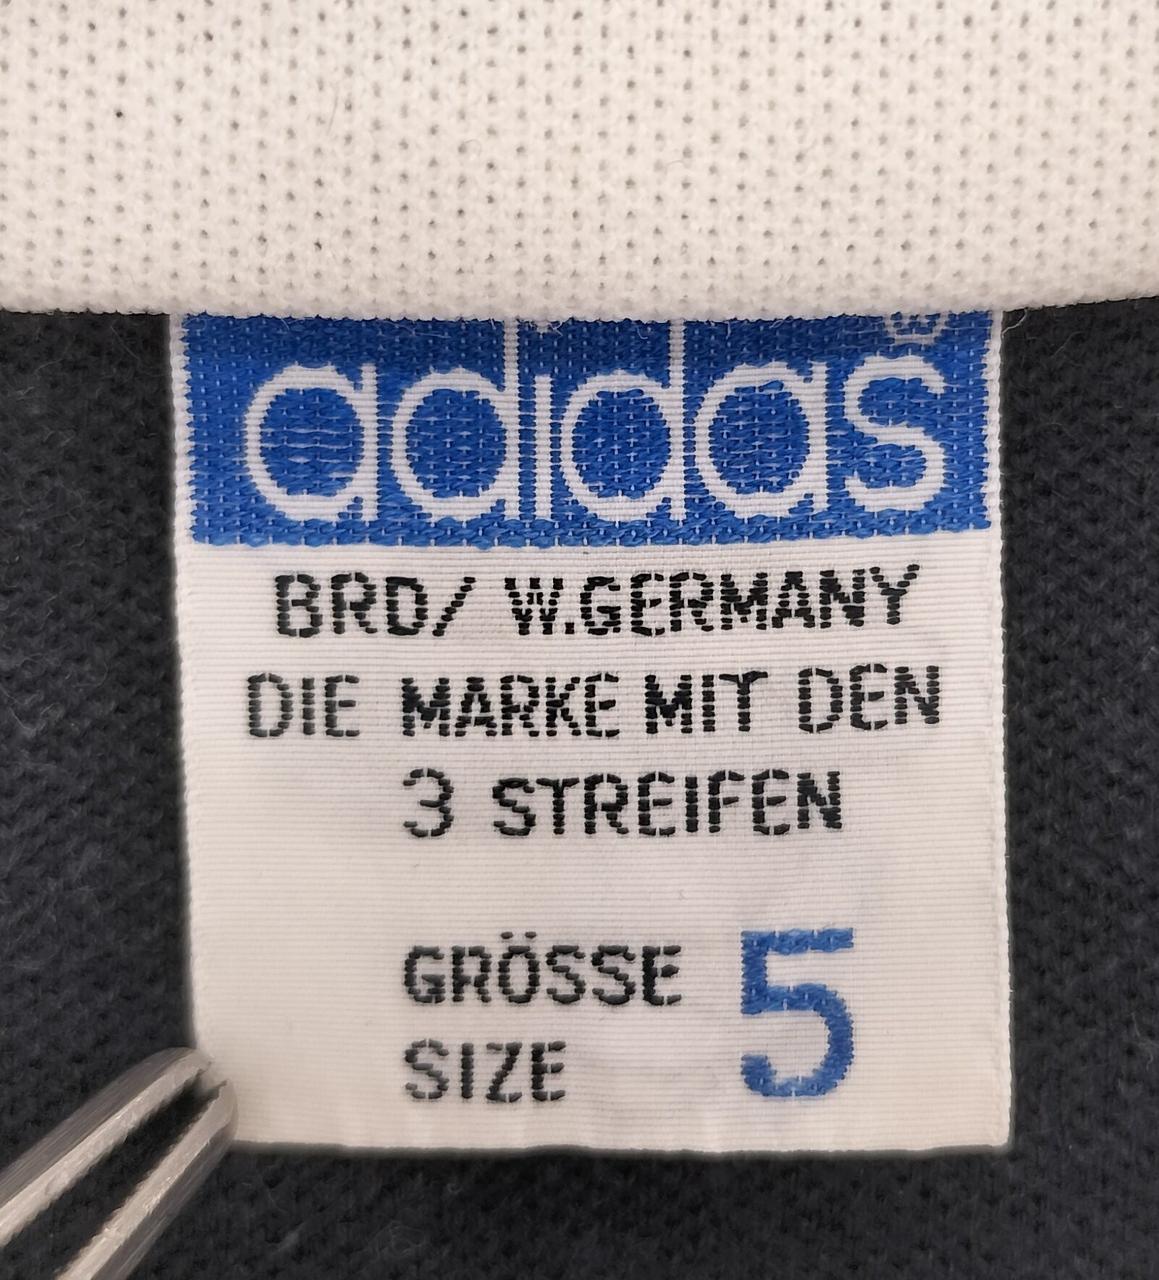 adidas®
BRD/ W.GERMANY
DIE MARKE MIT DEN
3 STREIFEN
GRÖSSE 5
SIZE